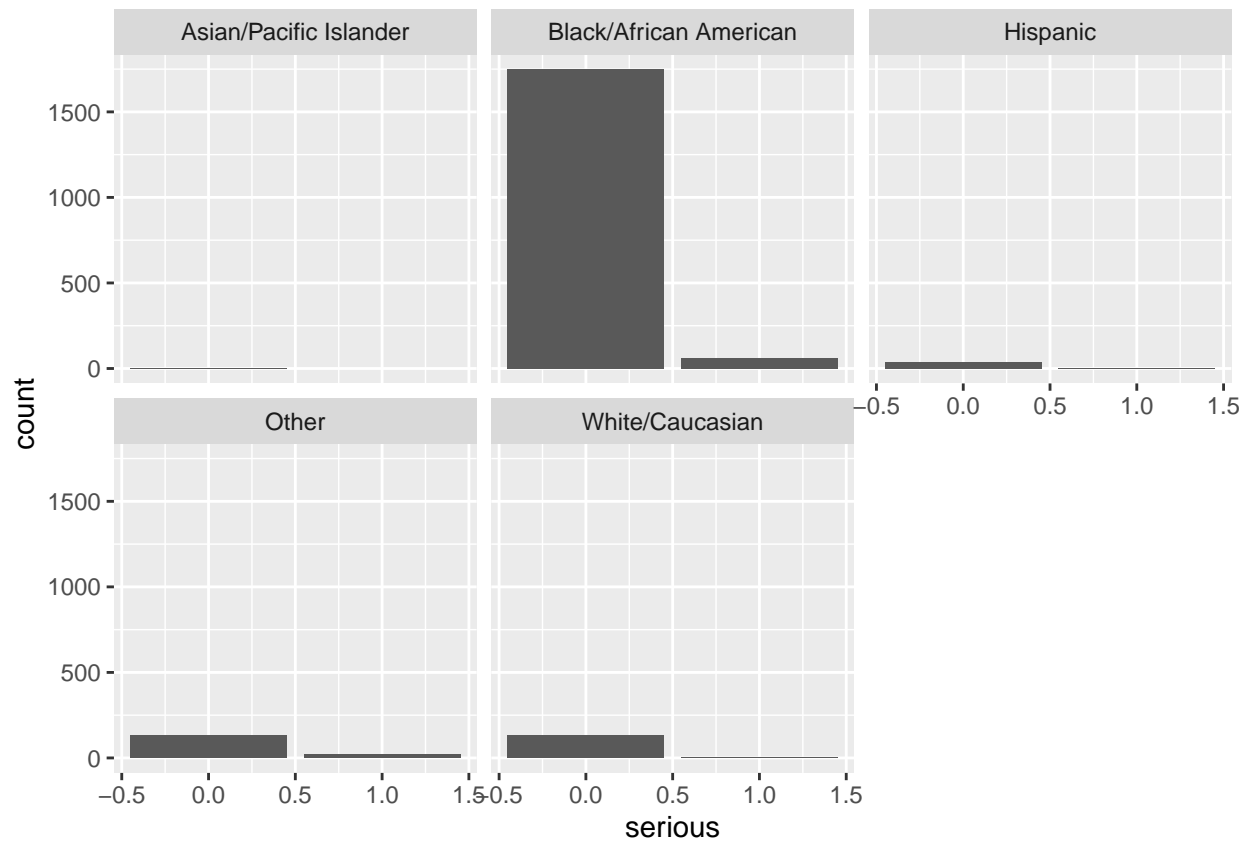 Asian/Pacific Islander
Black/African American
Hispanic
1500
1000
500
0
−0.5 0.0 0.5 1.0 1.5
Other
White/Caucasian
1500
1000
500
0
−0.5 0.0 0.5 1.0 1.5
−0.5 0.0 0.5 1.0 1.5
count
serious